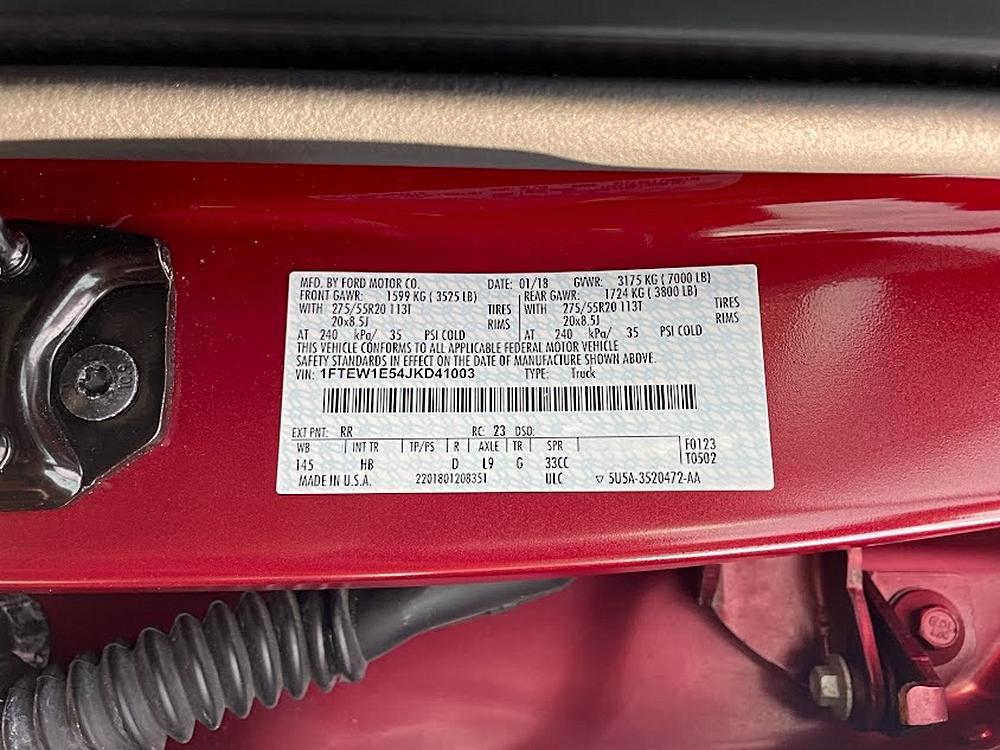 MFD. BY FORD MOTOR CO. DATE: 01/18 GVWR: 3175 KG (7000 LB)
FRONT GAWR: 1599 KG (3525 LB) REAR GAWR: 1724 KG (3800 LB)
WITH 275/55R20 113T TIRES WITH 275/55R20 113T TIRES
20x8.5J RIMS 20x8.5J RIMS
AT 240 kPa/ 35 PSI COLD AT 240 kPa/ 35 PSI COLD
THIS VEHICLE CONFORMS TO ALL APPLICABLE FEDERAL MOTOR VEHICLE
SAFETY STANDARDS IN EFFECT ON THE DATE OF MANUFACTURE SHOWN ABOVE.
VIN: 1FTEW1E54JKD41003 TYPE: Truck
EXT PNT: RR RC: 23 DSO:
WB INT TR TP/PS R AXLE TR SPR F0123
145 HB D L9 G 33CC T0502
MADE IN U.S.A. 2201801208351 ULC ▽ 5U5A-3520472-AA